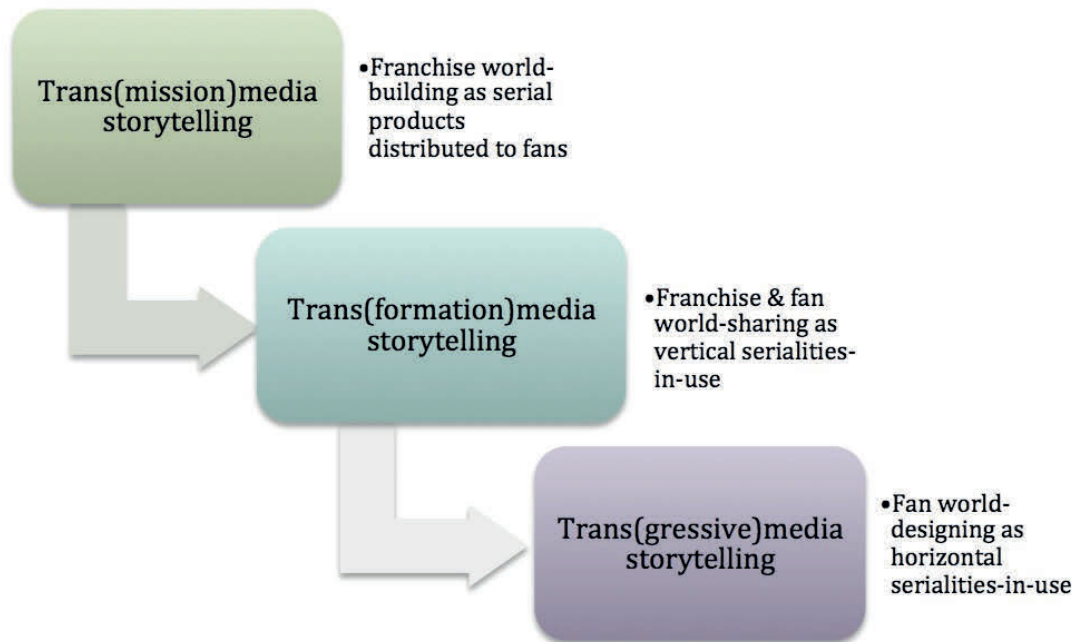 Trans(mission)media
storytelling
•Franchise world-
building as serial
products
distributed to fans
Trans(formation)media
storytelling
•Franchise & fan
world-sharing as
vertical serialities-
in-use
Trans(gressive)media
storytelling
•Fan world-
designing as
horizontal
serialities-in-use